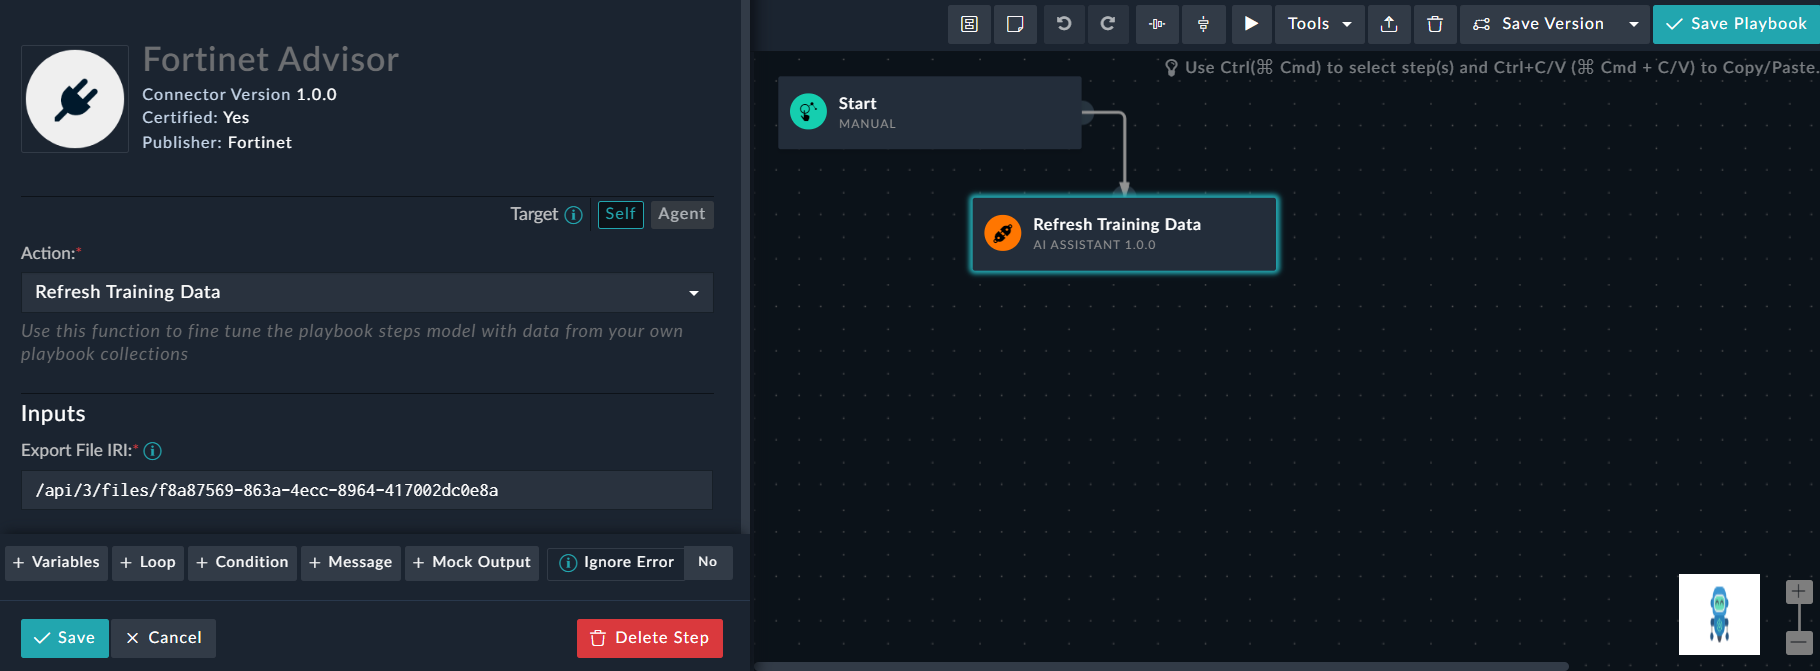 Fortinet Advisor
Connector Version 1.0.0
Certified: Yes
Publisher: Fortinet
Target
Self
Agent
Action:*
Refresh Training Data
Use this function to fine tune the playbook steps model with data from your own
playbook collections
Inputs
Export File IRI:*
/api/3/files/f8a87569-863a-4ecc-8964-417002dc0e8a
+ Variables
+ Loop
+ Condition
+ Message
+ Mock Output
Ignore Error
No
Save
Cancel
Delete Step
Tools
Save Version
Save Playbook
Use Ctrl(⌘ Cmd) to select step(s) and Ctrl+C/V (⌘ Cmd + C/V) to Copy/Paste.
Start
MANUAL
Refresh Training Data
AI ASSISTANT 1.0.0